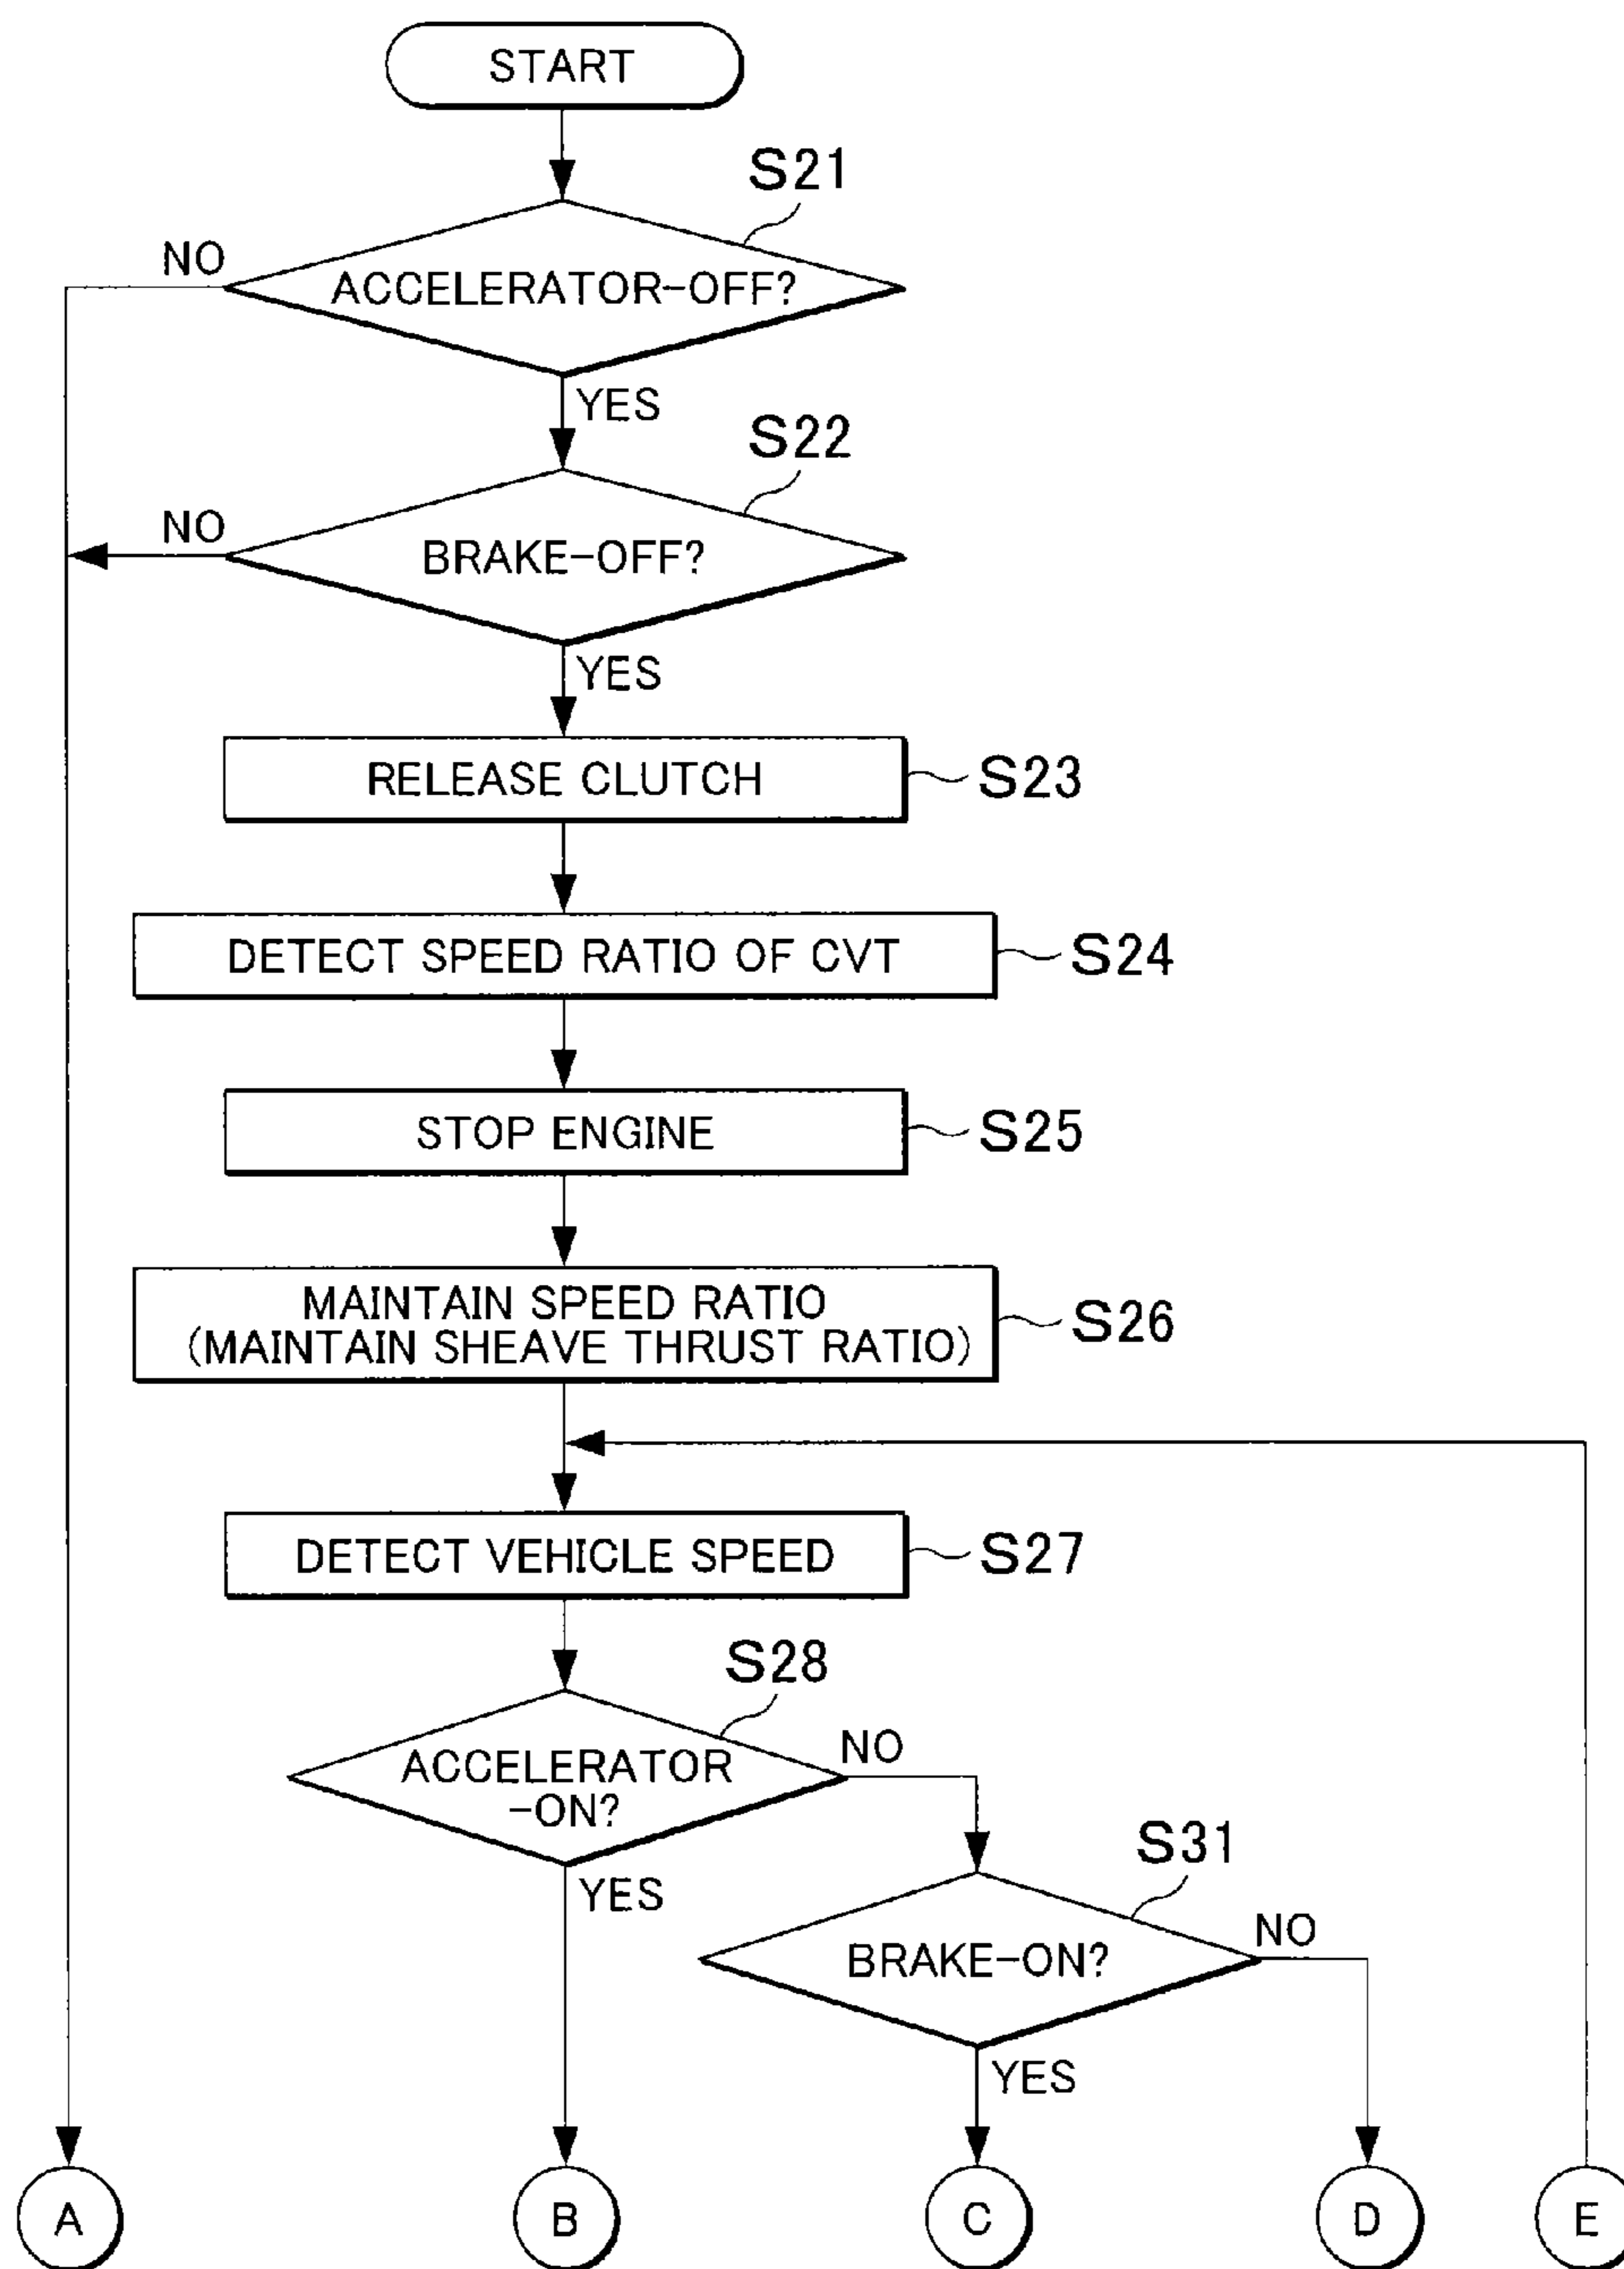 START
S21
NO
ACCELERATOR-OFF?
YES
S22
NO
BRAKE-OFF?
YES
RELEASE CLUTCH
S23
DETECT SPEED RATIO OF CVT
S24
STOP ENGINE
S25
MAINTAIN SPEED RATIO
(MAINTAIN SHEAVE THRUST RATIO)
S26
DETECT VEHICLE SPEED
S27
S28
ACCELERATOR
-ON?
NO
YES
S31
BRAKE-ON?
NO
YES
A
B
C
D
E